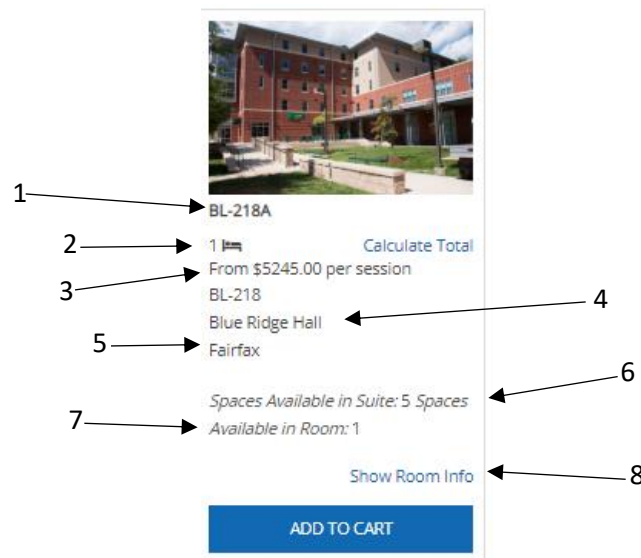 1
BL-218A
2
1
Calculate Total
3
From $5245.00 per session
BL-218
4
Blue Ridge Hall
5
Fairfax
6
Spaces Available in Suite: 5 Spaces
7
Available in Room: 1
8
Show Room Info
ADD TO CART